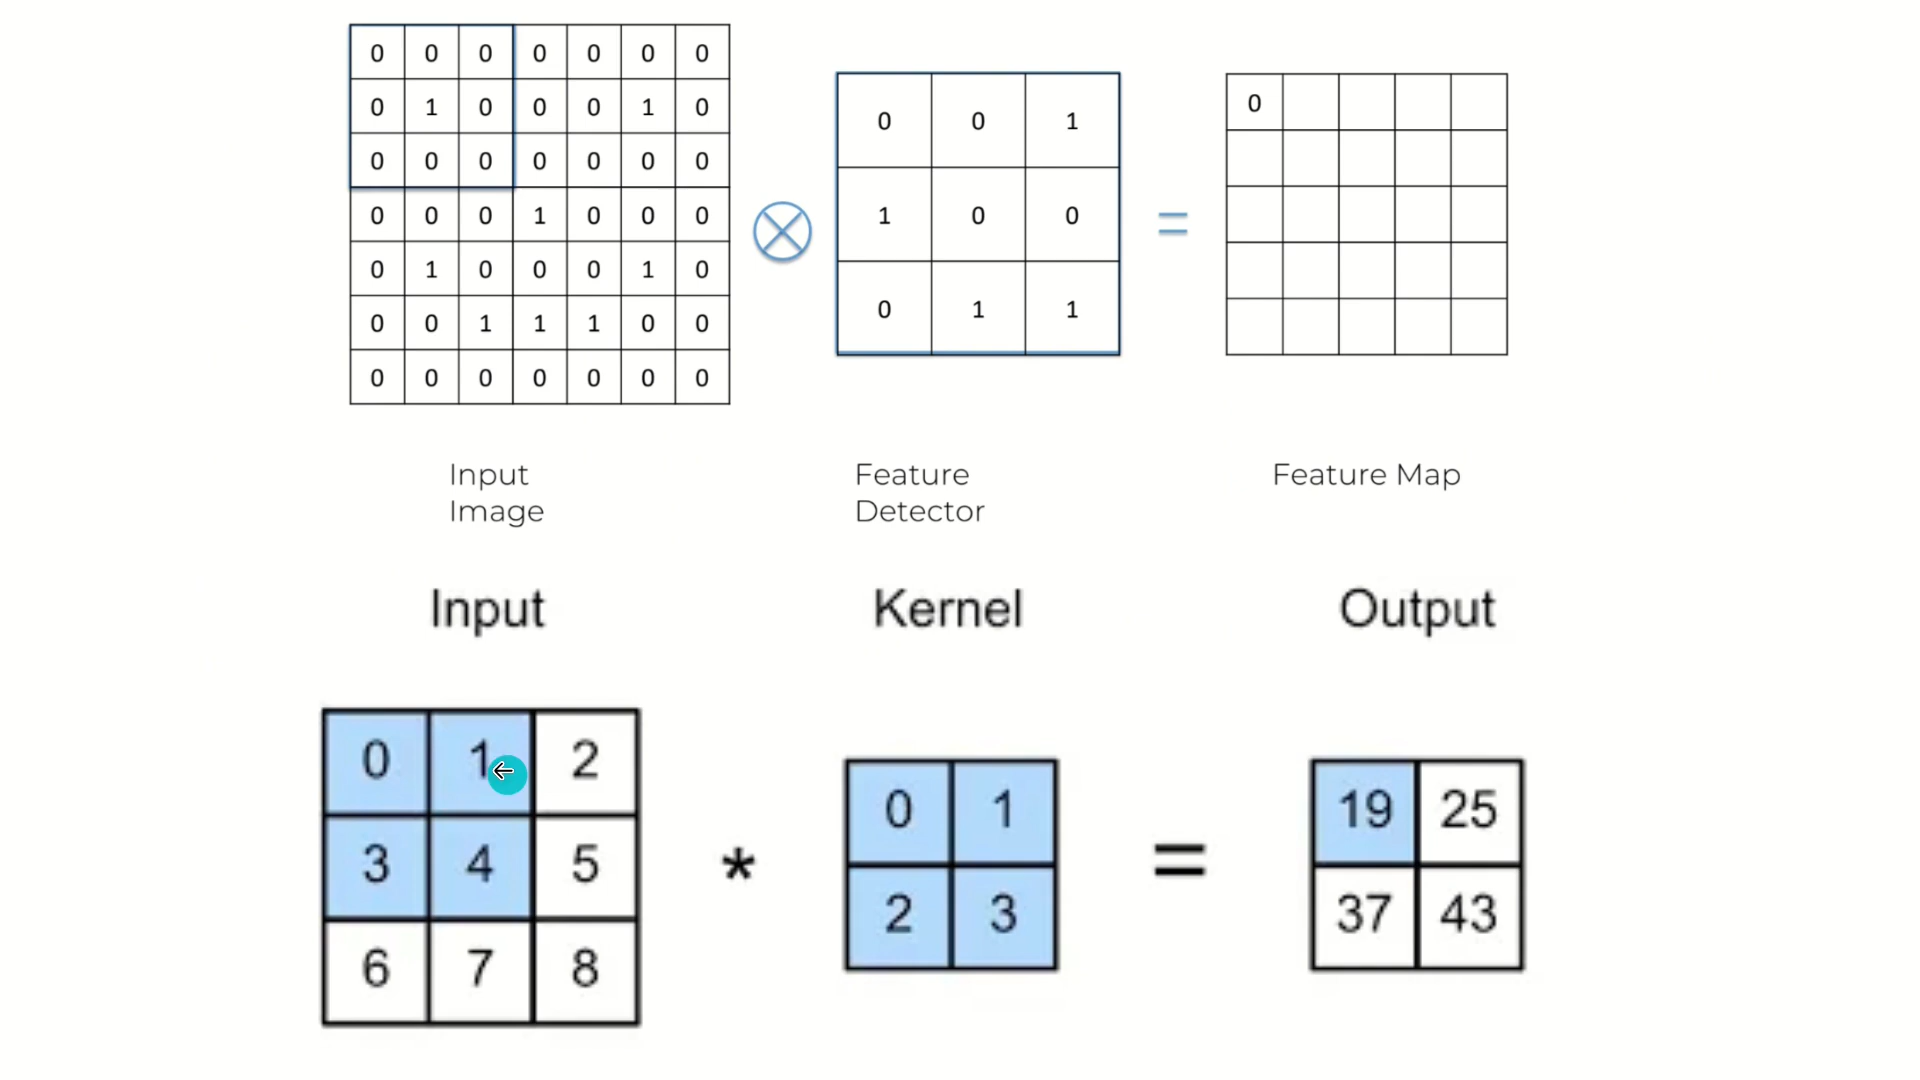 0 0 0 0 0 0 0
0 1 0 0 0 1 0
0 0 0 0 0 0 0
0 0 0 1 0 0 0
0 1 0 0 0 1 0
0 0 1 1 1 0 0
0 0 0 0 0 0 0
0 0 1
1 0 0
0 1 1
=
0
Input
Image
Feature
Detector
Feature Map
Input
Kernel
Output
0 1 2
3 4 5
6 7 8
*
0 1
2 3
=
19 25
37 43